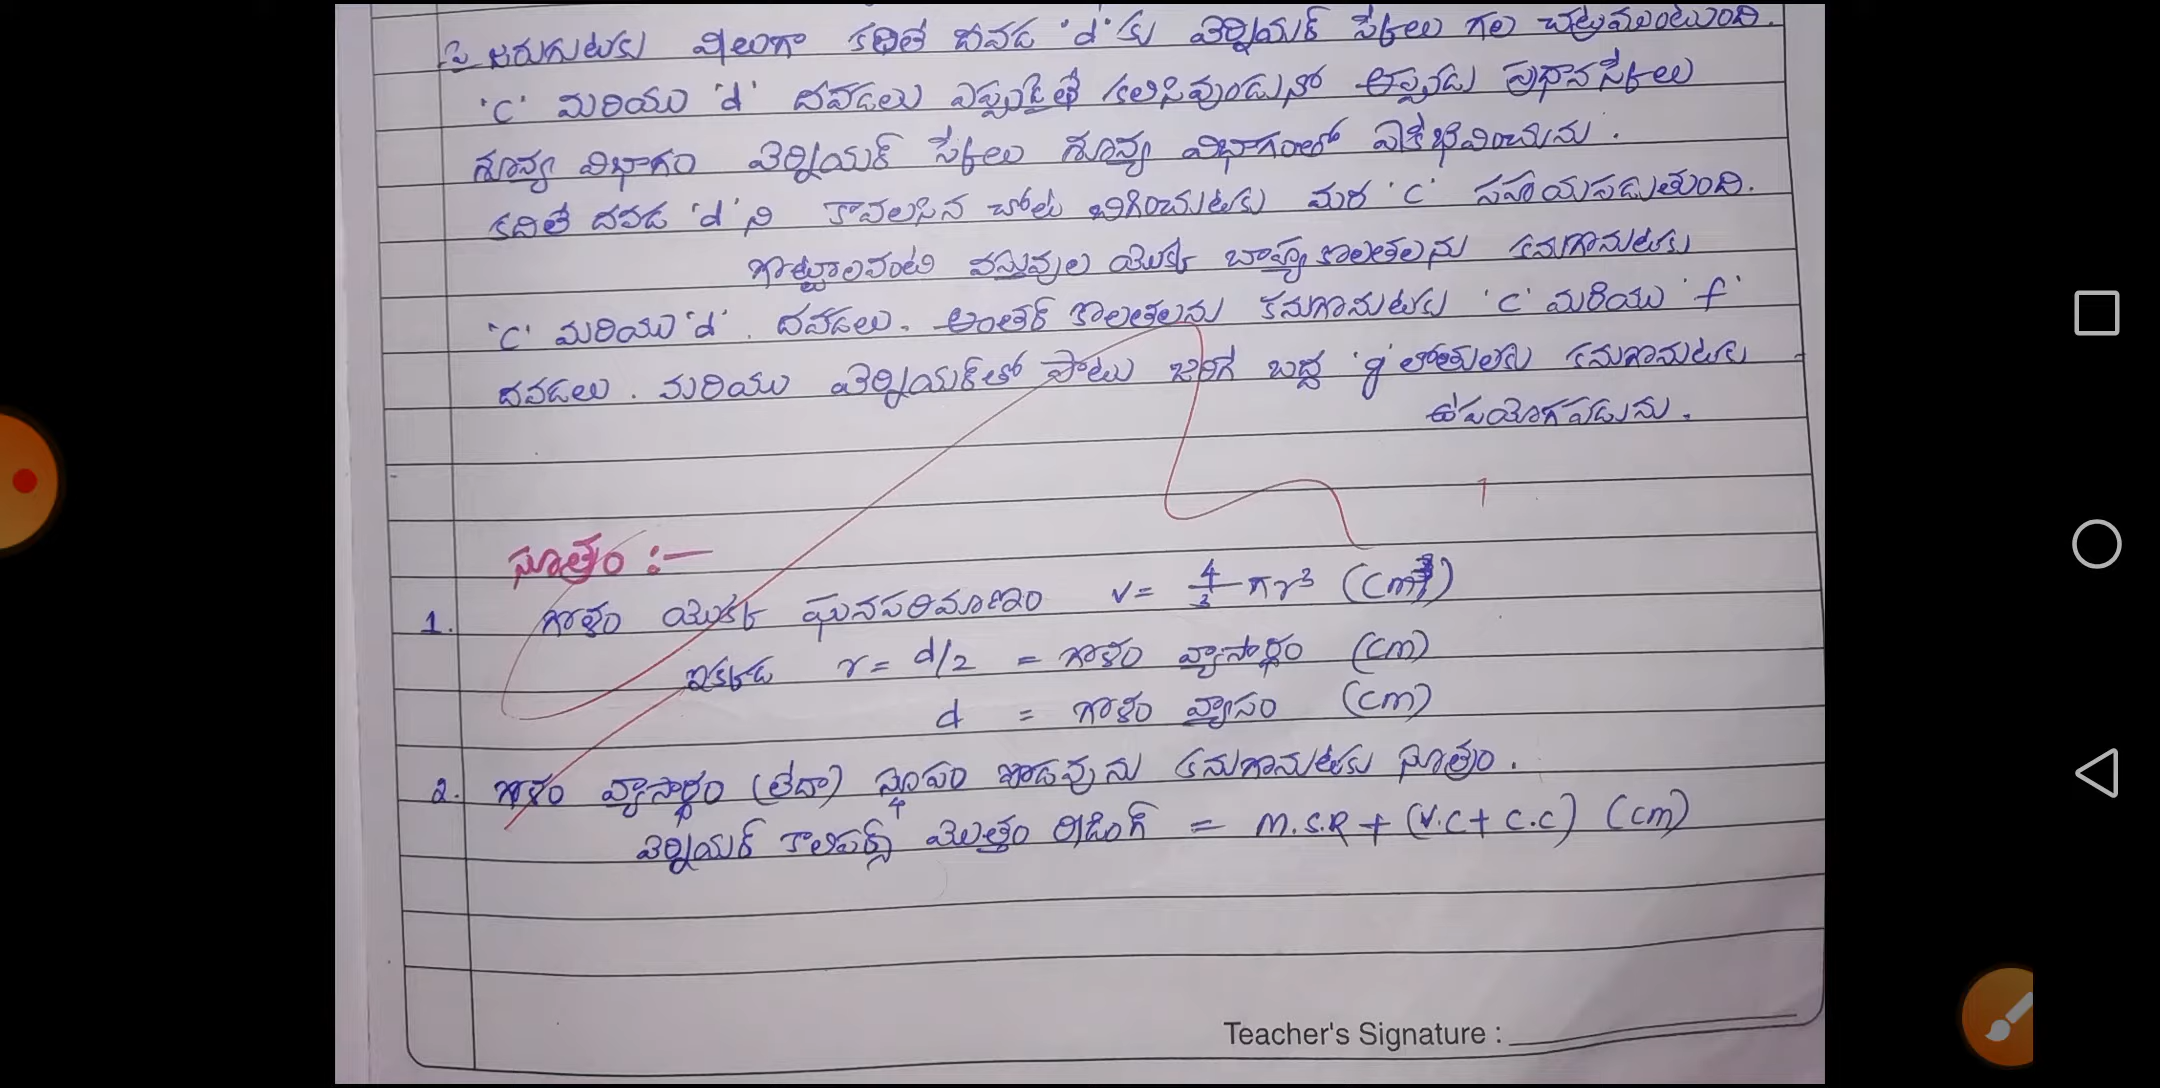 జరుగుటకు వీలుగా కదిలే దవడ 'd' కు వెర్నియర్ స్కేలు గల చట్రముంటుంది.
'C' మరియు 'd' దవడలు ఎప్పుడైతే కలిసివుండునో అప్పుడు ప్రధానస్కేలు
శూన్య విభాగం వెర్నియర్ స్కేలు శూన్య విభాగంతో ఏకీభవించును.
కదిలే దవడ 'd' ని కావలసిన చోట బిగించుటకు మర 'C' సహాయపడుతుంది.
గొట్టాలవంటి వస్తువుల యొక్క బాహ్య కొలతలను కనుగొనుటకు
'C' మరియు 'd' దవడలు. అంతర్ కొలతలను కనుగొనుటకు 'C' మరియు 'f'
దవడలు. మరియు వెర్నియర్‌తో పాటు జరిగే బద్ద 'g' లోతులకు కనుగొనుటకు
ఉపయోగపడును.
సూత్రం :-
1. గోళం యొక్క ఘనపరిమాణం V = 4/3 πr³ (cm³)
ఇక్కడ r = d/2 = గోళం వ్యాసార్ధం (cm)
d = గోళం వ్యాసం (cm)
2. గోళం వ్యాసార్ధం (లేదా) స్థూపం పొడవును కనుగొనుటకు సూత్రం.
వెర్నియర్ కాలిపర్స్ మొత్తం రీడింగ్ = M.S.R + (V.C + C.C) (cm)
Teacher's Signature :